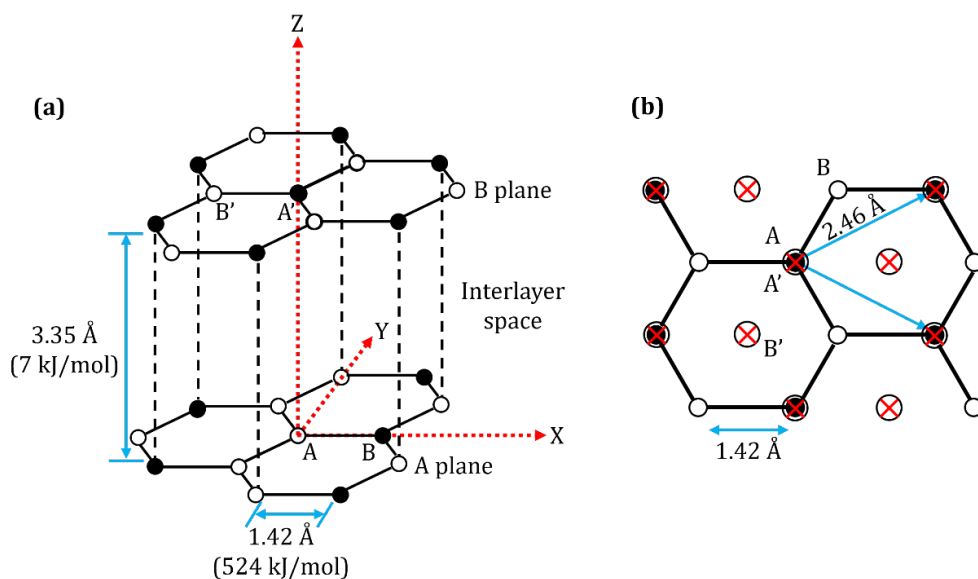 (a)
Z
B'
A'
B plane
3.35 Å
(7 kJ/mol)
Interlayer
space
Y
X
A
B
A plane
1.42 Å
(524 kJ/mol)
(b)
B
2.46 Å
A
A'
B'
1.42 Å